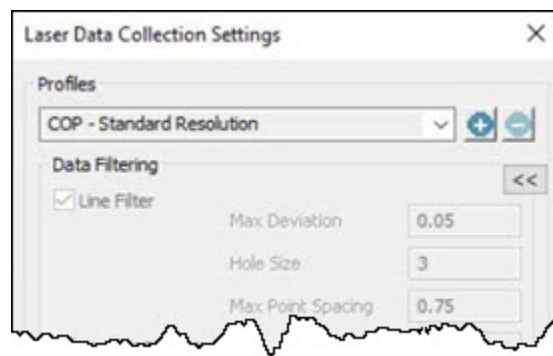 Laser Data Collection Settings
Profiles
COP - Standard Resolution
Data Filtering
<<
Line Filter
Max Deviation 0.05
Hole Size 3
Max Point Spacing 0.75